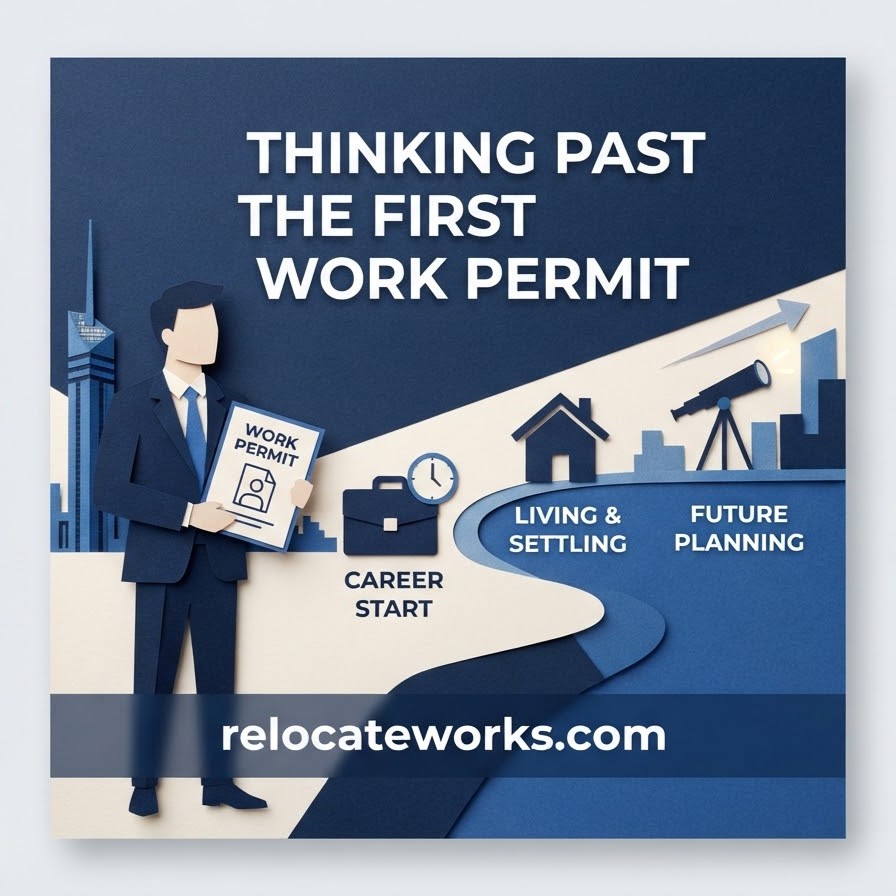 THINKING PAST
THE FIRST
WORK PERMIT
WORK
PERMIT
CAREER
START
LIVING &
SETTLING
FUTURE
PLANNING
relocateworks.com